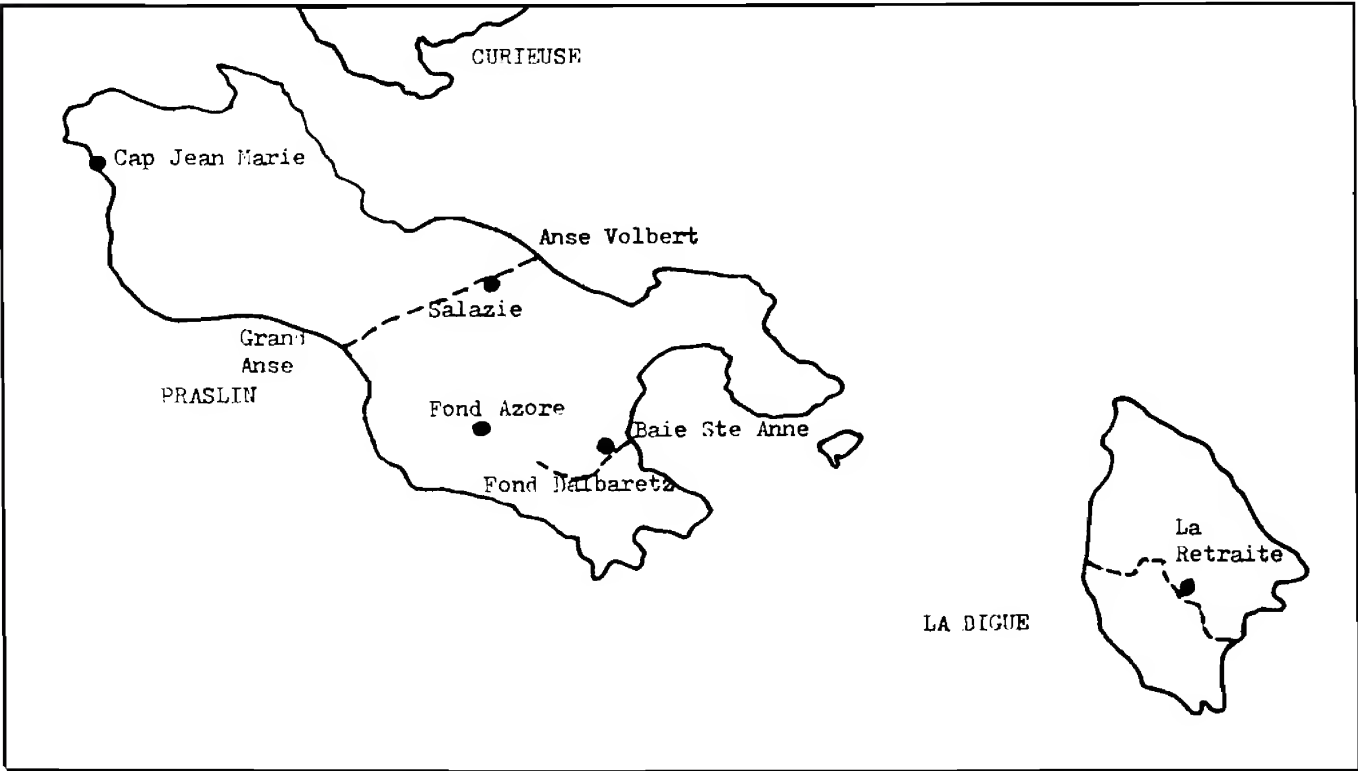 CURIEUSE
Cap Jean Marie
Anse Volbert
Salazie
Grand
Anse
PRASLIN
Fond Azore
Baie Ste Anne
Fond Dalbaretz
La
Retraite
LA DIGUE